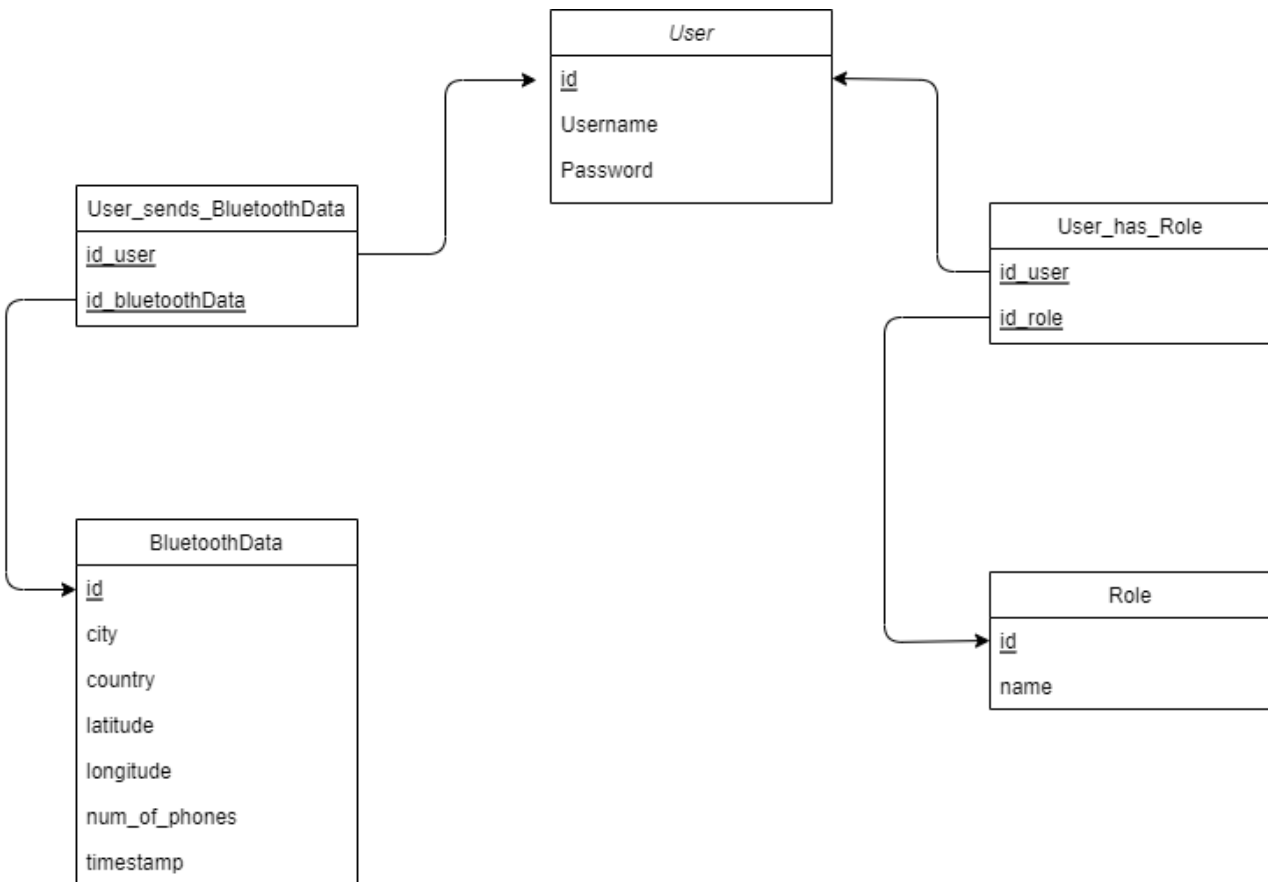 User
id
Username
Password
User_sends_BluetoothData
id_user
id_bluetoothData
User_has_Role
id_user
id_role
BluetoothData
id
city
country
latitude
longitude
num_of_phones
timestamp
Role
id
name